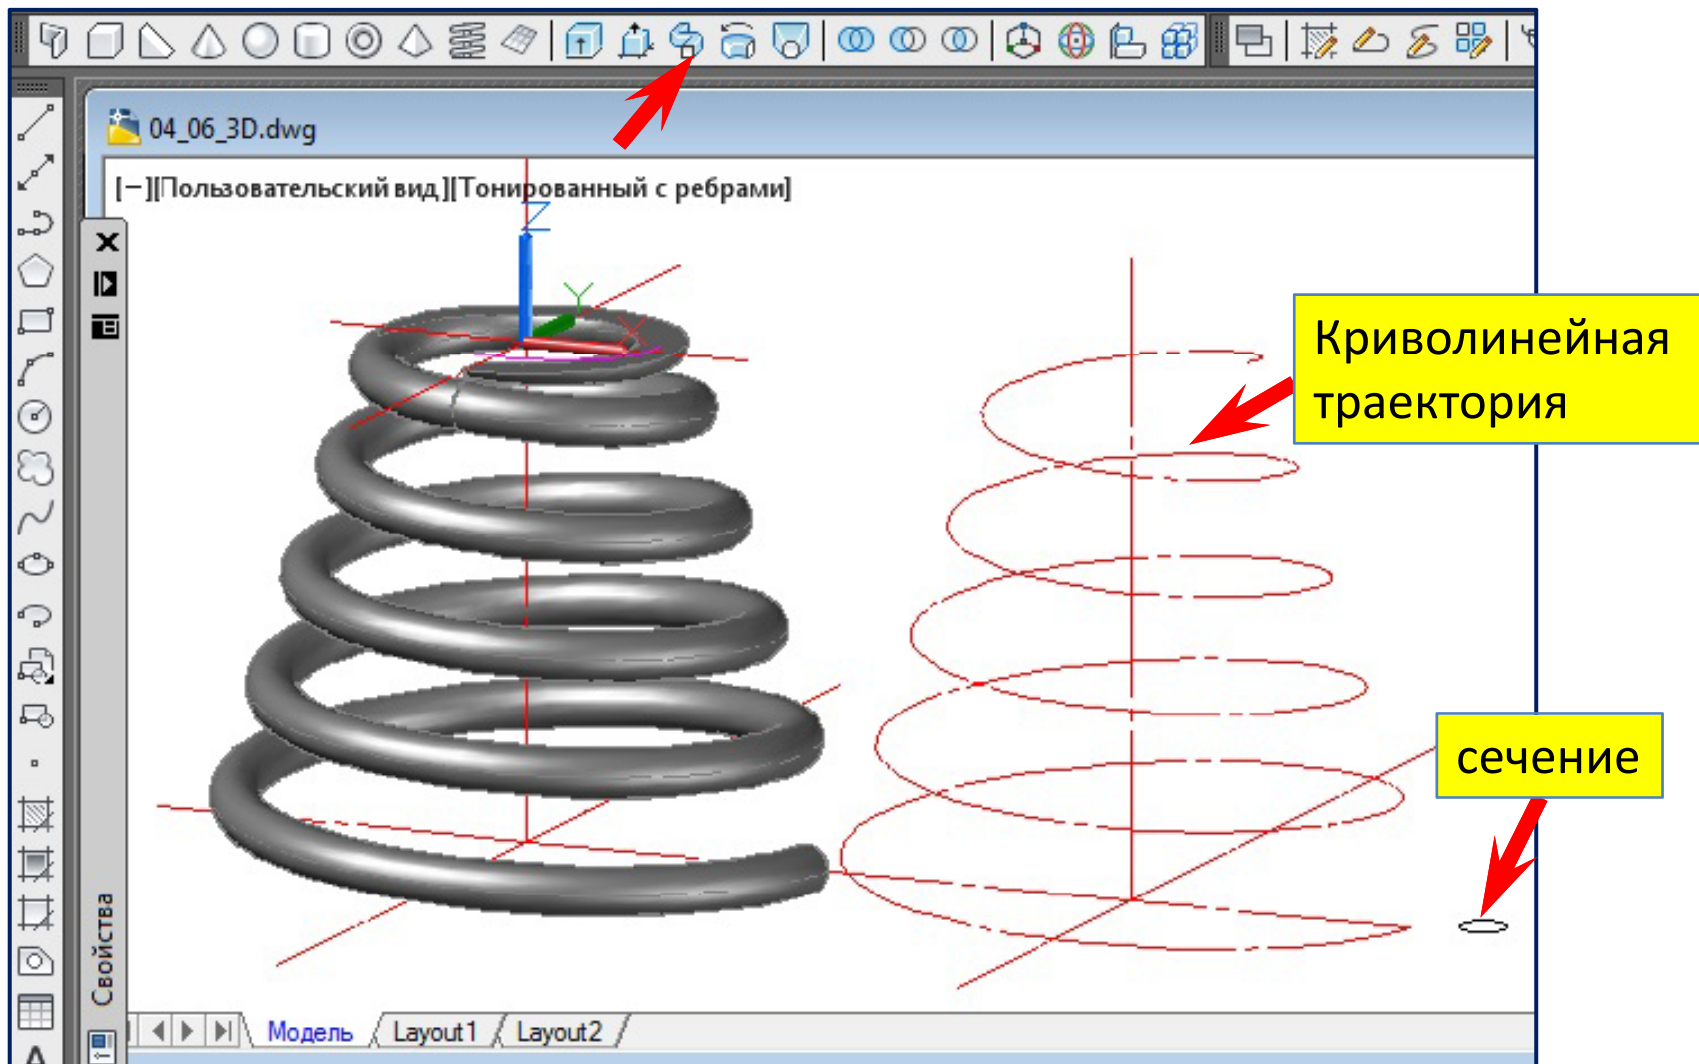 04_06_3D.dwg
[−][Пользовательский вид][Тонированный с ребрами]
Z
Y
X
Криволинейная
траектория
сечение
Свойства
Модель
Layout1
Layout2
A